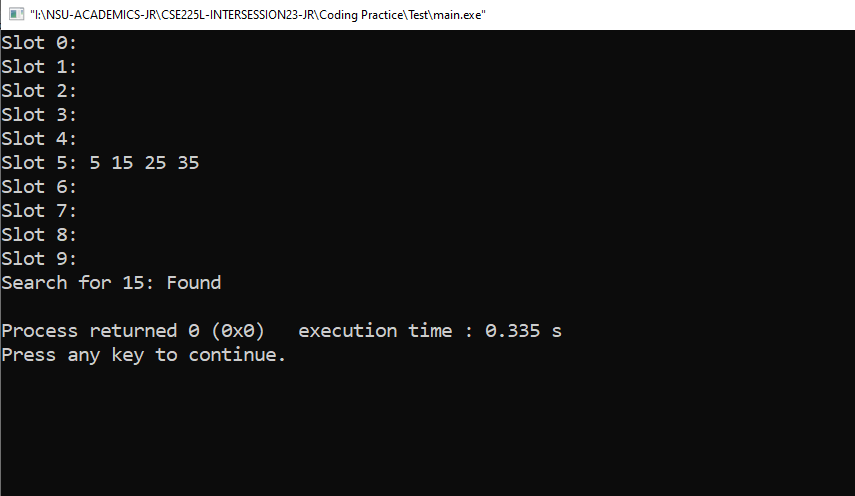 "I:\NSU-ACADEMICS-JR\CSE225L-INTERSESSION23-JR\Coding Practice\Test\main.exe"
Slot 0:
Slot 1:
Slot 2:
Slot 3:
Slot 4:
Slot 5: 5 15 25 35
Slot 6:
Slot 7:
Slot 8:
Slot 9:
Search for 15: Found
Process returned 0 (0x0)   execution time : 0.335 s
Press any key to continue.